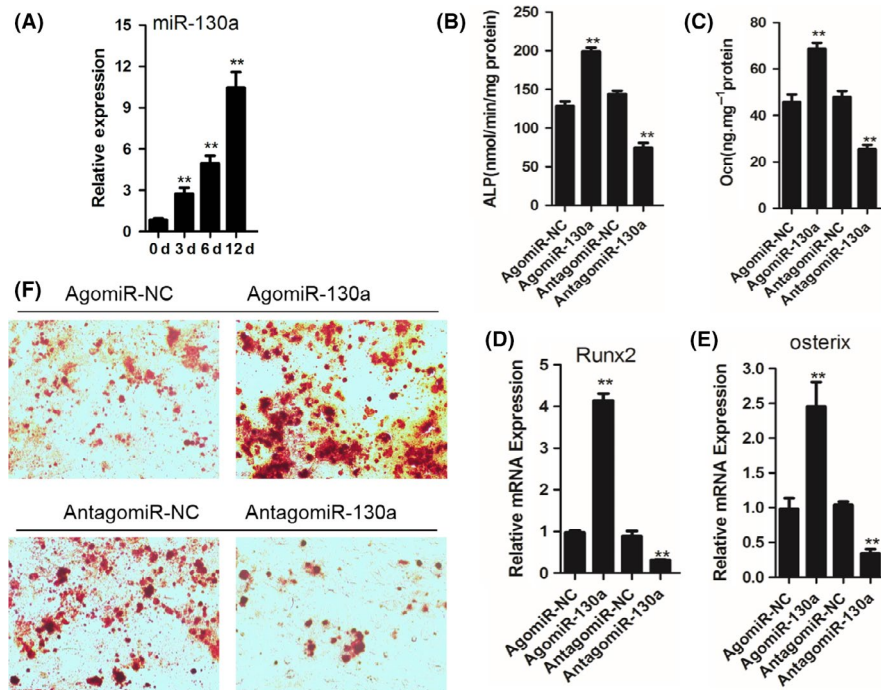 (A)
miR-130a
Relative expression
15
12
9
6
3
0
**
**
**
0 d 3 d 6 d 12 d
(B)
ALP(nmol/min/mg protein)
250
200
150
100
50
0
**
**
AgomiR-NC
AgomiR-130a
AntagomiR-NC
AntagomiR-130a
(C)
Ocn(ng.mg⁻¹protein)
80
60
40
20
0
**
**
AgomiR-NC
AgomiR-130a
AntagomiR-NC
AntagomiR-130a
(F)
AgomiR-NC AgomiR-130a
AntagomiR-NC AntagomiR-130a
(D)
Runx2
Relative mRNA Expression
5
4
3
2
1
0
**
**
AgomiR-NC
AgomiR-130a
AntagomiR-NC
AntagomiR-130a
(E)
osterix
Relative mRNA Expression
3.0
2.5
2.0
1.5
1.0
0.5
0.0
**
**
AgomiR-NC
AgomiR-130a
AntagomiR-NC
AntagomiR-130a